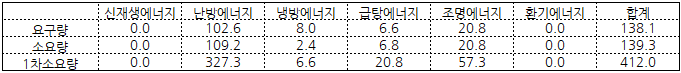 신재생에너지 난방에너지 냉방에너지 급탕에너지 조명에너지 환기에너지 합계
요구량 0.0 102.6 8.0 6.6 20.8 0.0 138.1
소요량 0.0 109.2 2.4 6.8 20.8 0.0 139.3
1차소요량 0.0 327.3 6.6 20.8 57.3 0.0 412.0